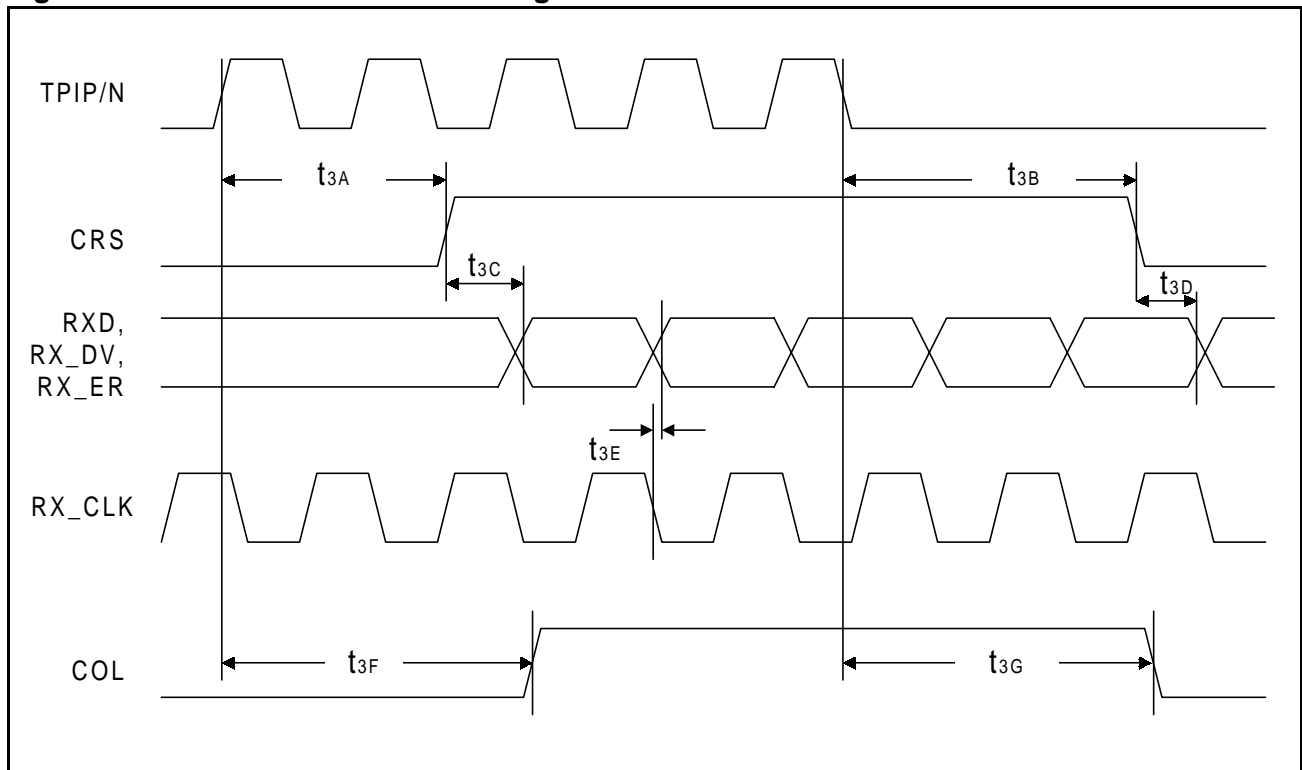 TPIP/N
t3A
t3B
CRS
t3C
t3D
RXD,
RX_DV,
RX_ER
t3E
RX_CLK
COL
t3F
t3G